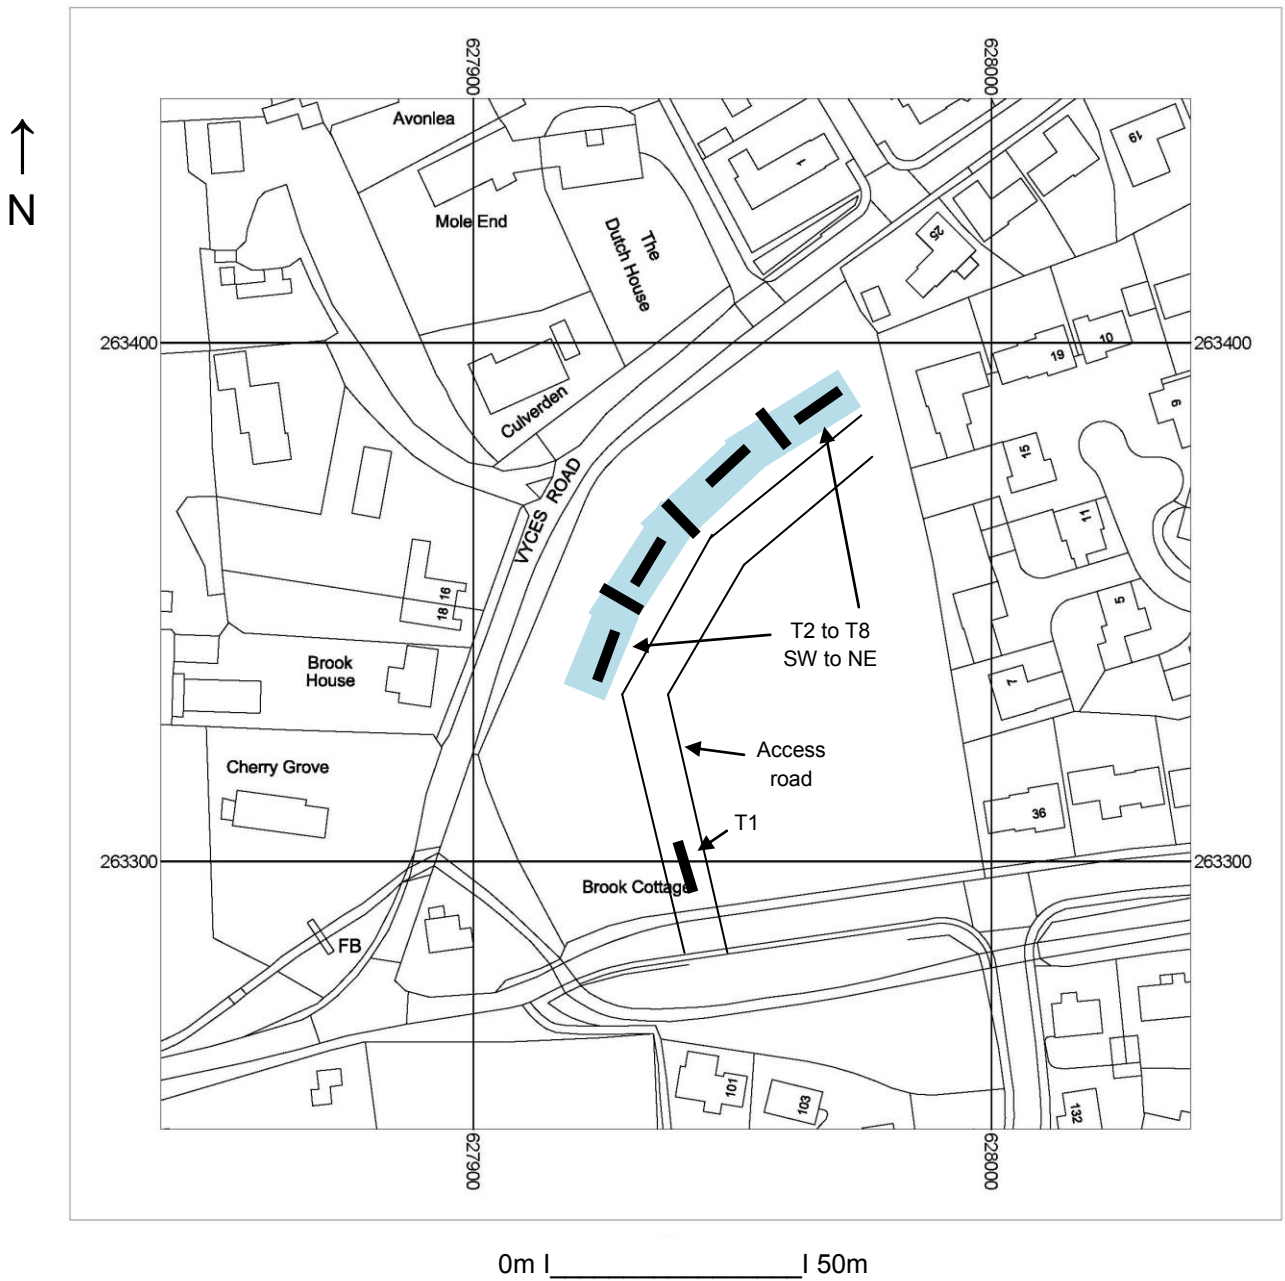 627900
628000
↑
N
Avonlea
1
19
Mole End
The
Dutch House
25
263400
263400
19
10
9
Culverden
15
VYCES ROAD
11
16
18
5
T2 to T8
SW to NE
Brook
House
7
Access
road
Cherry Grove
36
T1
263300
263300
Brook Cottage
FB
101
103
132
627900
628000
0m I_________________I 50m